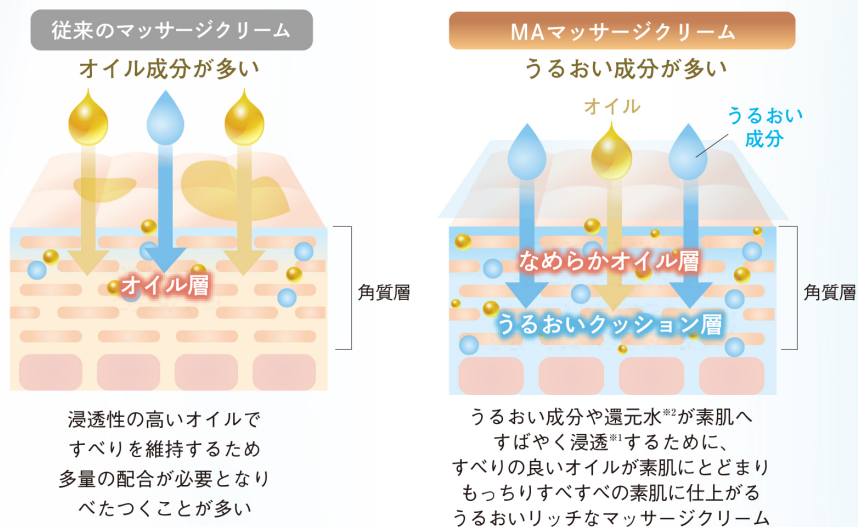 従来のマッサージクリーム
オイル成分が多い
オイル層
角質層
浸透性の高いオイルで
すべりを維持するため
多量の配合が必要となり
べたつくことが多い
MAマッサージクリーム
うるおい成分が多い
オイル
うるおい
成分
なめらかオイル層
うるおいクッション層
角質層
うるおい成分や還元水※2が素肌へ
すばやく浸透※1するために、
すべりの良いオイルが素肌にとどまり
もっちりすべすべの素肌に仕上がる
うるおいリッチなマッサージクリーム